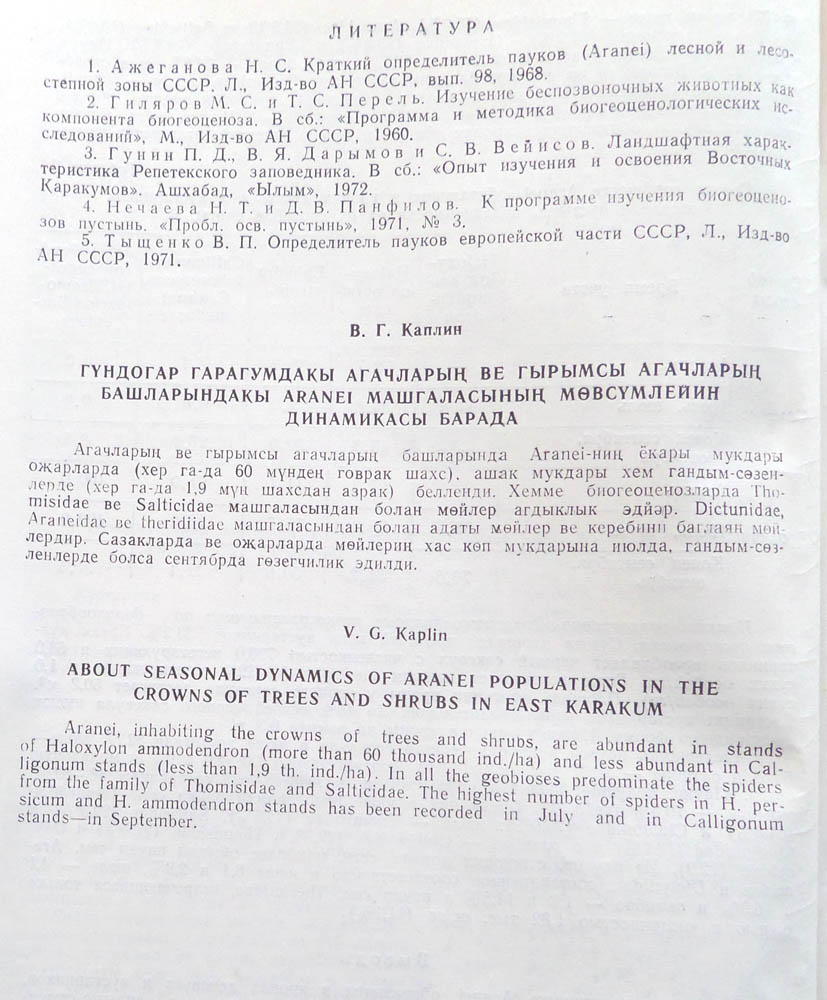 ЛИТЕРАТУРА
1. Ажеганова Н. С. Краткий определитель пауков (Aranei) лесной и лесо-
степной зоны СССР. Л., Изд-во АН СССР, вып. 98, 1968.
2. Гиляров М. С. и Т. С. Перель. Изучение беспозвоночных животных как
компонента биогеоценоза. В сб.: «Программа и методика биогеоценологических ис-
следований», М., Изд-во АН СССР, 1960.
3. Гунин П. Д., В. Я. Дарымов и С. В. Вейисов. Ландшафтная харак-
теристика Репетекского заповедника. В сб.: «Опыт изучения и освоения Восточных
Каракумов». Ашхабад, «Ылым», 1972.
4. Нечаева Н. Т. и Д. В. Панфилов. К программе изучения биогеоцено-
зов пустынь. «Пробл. осв. пустынь», 1971, № 3.
5. Тыщенко В. П. Определитель пауков европейской части СССР, Л., Изд-во
АН СССР, 1971.
В. Г. Каплин
ГҮНДОГАР ГАРАГУМДАКЫ АГАЧЛАРЫҢ ВЕ ГЫРЫМСЫ АГАЧЛАРЫҢ
БАШЛАРЫНДАКЫ ARANEI МАШГАЛАСЫНЫҢ МӨВСҮМЛЕЙИН
ДИНАМИКАСЫ БАРАДА
Агачларың ве гырымсы агачларың башларында Aranei-ниң ёкары мукдары
оҗарларда (хер га-да 60 мүндең говрак шахс), ашак мукдары хем гандым-сөзен-
лерде (хер га-да 1,9 мүң шахсдан азрак) белленди. Хемме биогеоценозларда Tho-
misidae ве Salticidae машгаласындан болан мөйлер агдыклык эдйәр. Dictunidae,
Araneidae ве theridiidae машгаласындан болан адаты мөйлер ве керебини баглаян мөй-
лердир. Сазакларда ве оҗарларда мөйлериң хас көп мукдарына июлда, гандым-сөз-
ленлерде болса сентябрда гөзегчилик эдилди.
V. G. Kaplin
ABOUT SEASONAL DYNAMICS OF ARANEI POPULATIONS IN THE
CROWNS OF TREES AND SHRUBS IN EAST KARAKUM
Aranei, inhabiting the crowns of trees and shrubs, are abundant in stands
of Haloxylon ammodendron (more than 60 thousand ind./ha) and less abundant in Cal-
ligonum stands (less than 1,9 th. ind./ha). In all the geobioses predominate the spiders
from the family of Thomisidae and Salticidae. The highest number of spiders in H. per-
sicum and H. ammodendron stands has been recorded in July and in Calligonum
stands—in September.